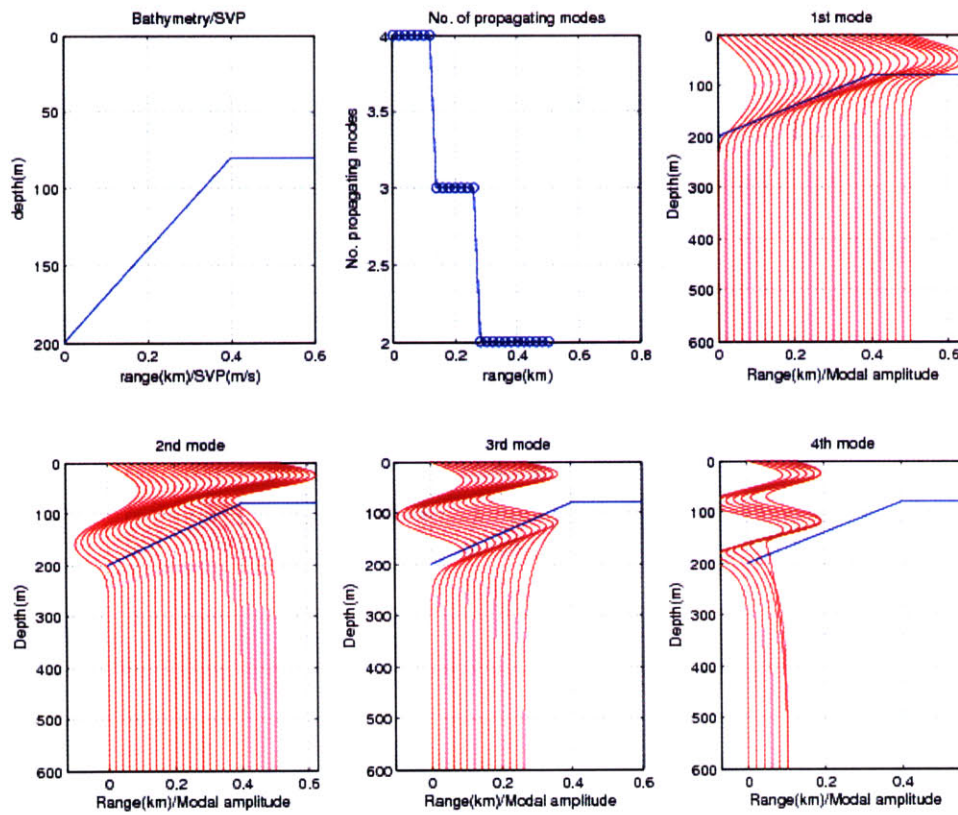 Bathymetry/SVP
0
50
100
150
200
depth(m)
0 0.2 0.4 0.6
range(km)/SVP(m/s)
No. of propagating modes
4
3.5
3
2.5
2
No. propagating modes
0 0.2 0.4 0.6
range(km)
1st mode
0
100
200
300
400
500
600
Depth(m)
0 0.2 0.4
Range(km)/Modal amplitude
2nd mode
0
100
200
300
400
500
600
Depth(m)
0 0.2 0.4 0.6
Range(km)/Modal amplitude
3rd mode
0
100
200
300
400
500
600
Depth(m)
0 0.2 0.4 0.6
Range(km)/Modal amplitude
4th mode
0
100
200
300
400
500
600
Depth(m)
0 0.2 0.4
Range(km)/Modal amplitude